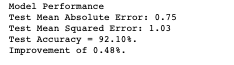 Model Performance
Test Mean Absolute Error: 0.75
Test Mean Squared Error: 1.03
Test Accuracy = 92.10%.
Improvement of 0.48%.